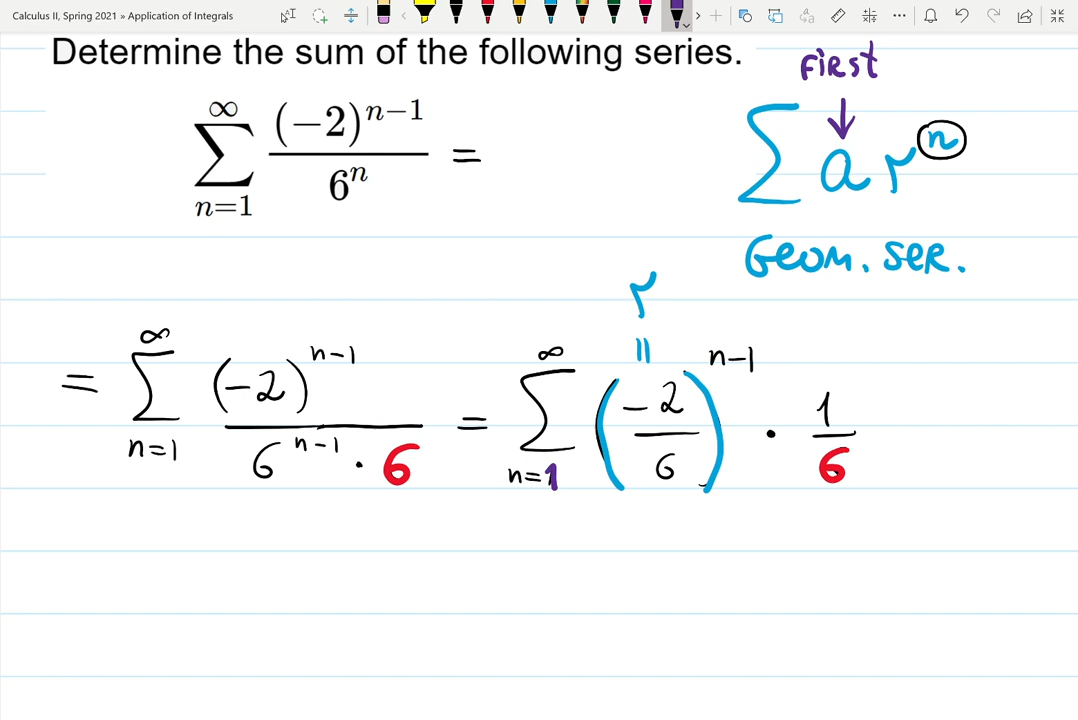 Calculus II, Spring 2021 » Application of Integrals
Determine the sum of the following series.
FIRST
∑_{n=1}^{∞} (−2)^{n−1} / 6^n =
∑ a r^n
Geom. SER.
r
=
= ∑_{n=1}^{∞} (−2)^{n−1} / (6^{n−1} · 6) = ∑_{n=1}^{∞} (−2/6)^{n−1} · 1/6